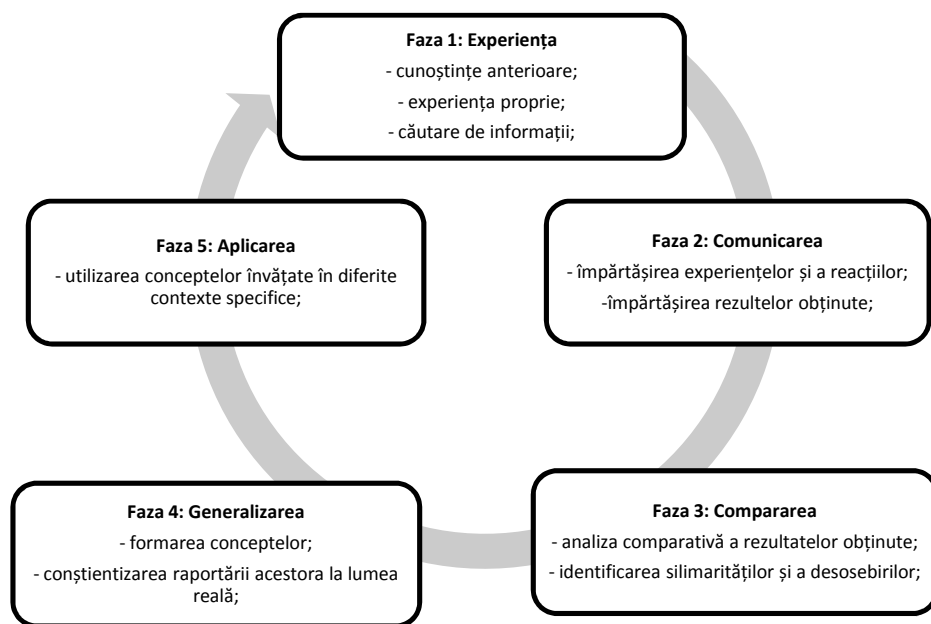 Faza 1: Experiența
- cunoștințe anterioare;
- experiența proprie;
- căutare de informații;
Faza 2: Comunicarea
- împărtășirea experiențelor și a reacțiilor;
-împărtășirea rezultelor obținute;
Faza 3: Compararea
- analiza comparativă a rezultatelor obținute;
- identificarea silimarităților și a desosebirilor;
Faza 4: Generalizarea
- formarea conceptelor;
- conștientizarea raportării acestora la lumea
reală;
Faza 5: Aplicarea
- utilizarea conceptelor învățate în diferite
contexte specifice;